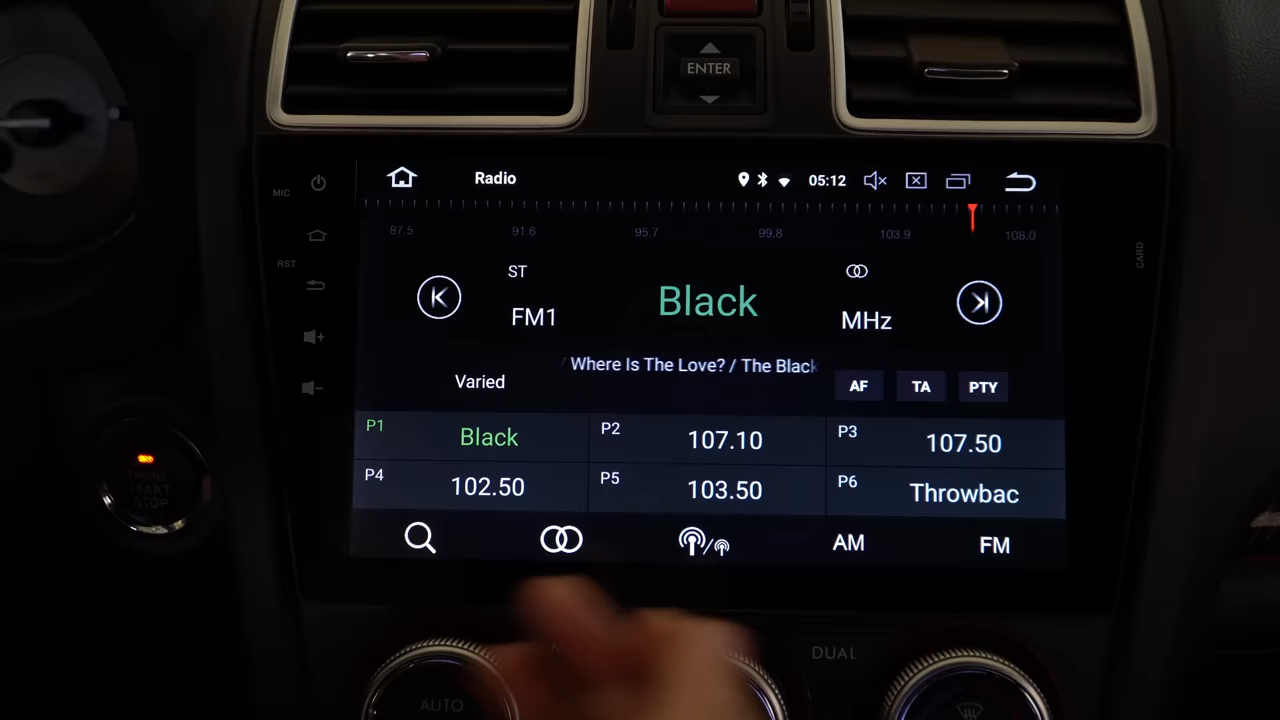 ENTER
MIC
Radio
05:12
RST
87.5 91.6 95.7 99.8 103.9 108.0
CARD
ST
FM1
Black
MHz
Where Is The Love? / The Black
Varied
AF TA PTY
P1 Black P2 107.10 P3 107.50
P4 102.50 P5 103.50 P6 Throwbac
AM FM
START
STOP
DUAL
AUTO